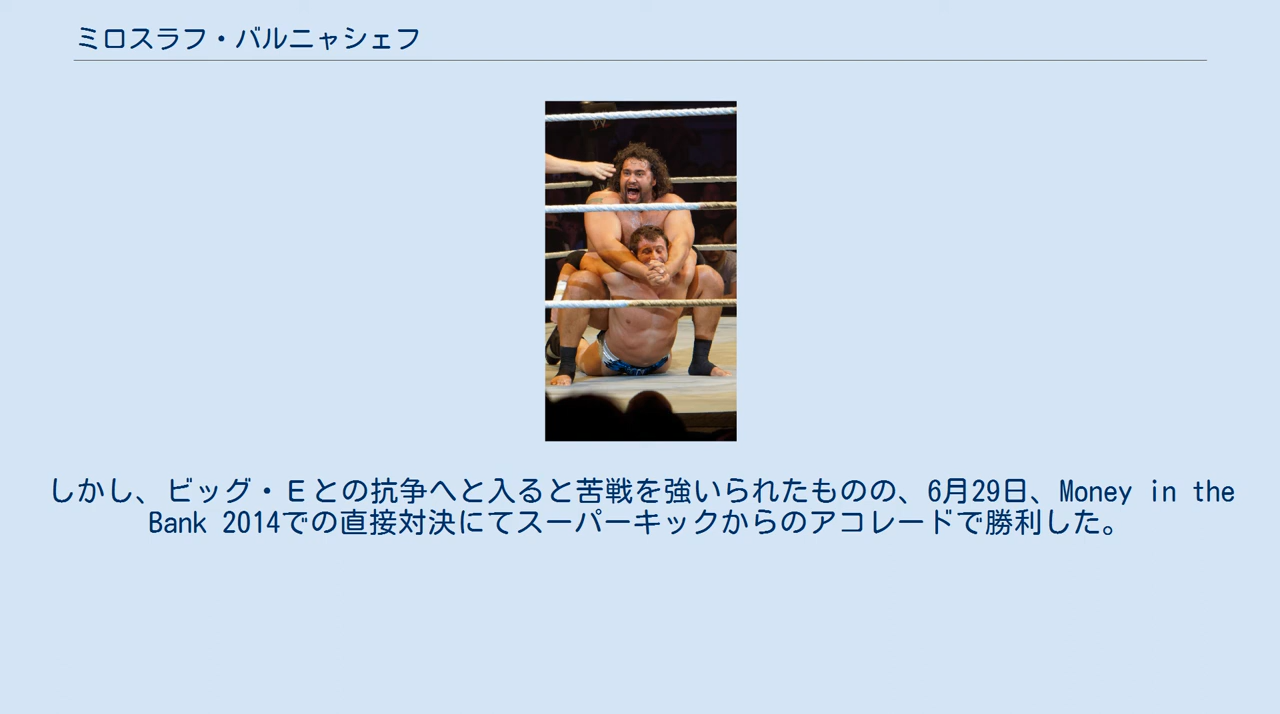 ミロスラフ・バルニャシェフ
しかし、ビッグ・Ｅとの抗争へと入ると苦戦を強いられたものの、6月29日、Money in the
Bank 2014での直接対決にてスーパーキックからのアコレードで勝利した。